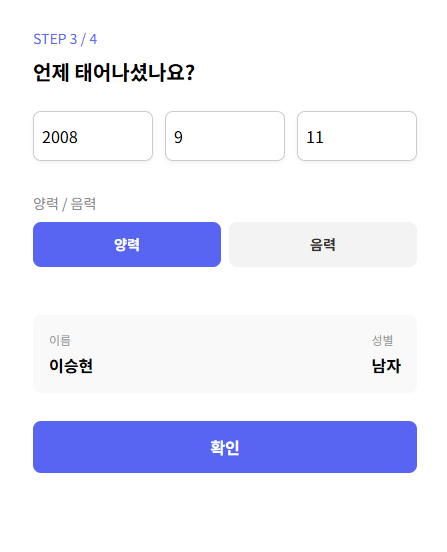 STEP 3 / 4
언제 태어나셨나요?
2008 9 11
양력 / 음력
양력 음력
이름 성별
이승현 남자
확인